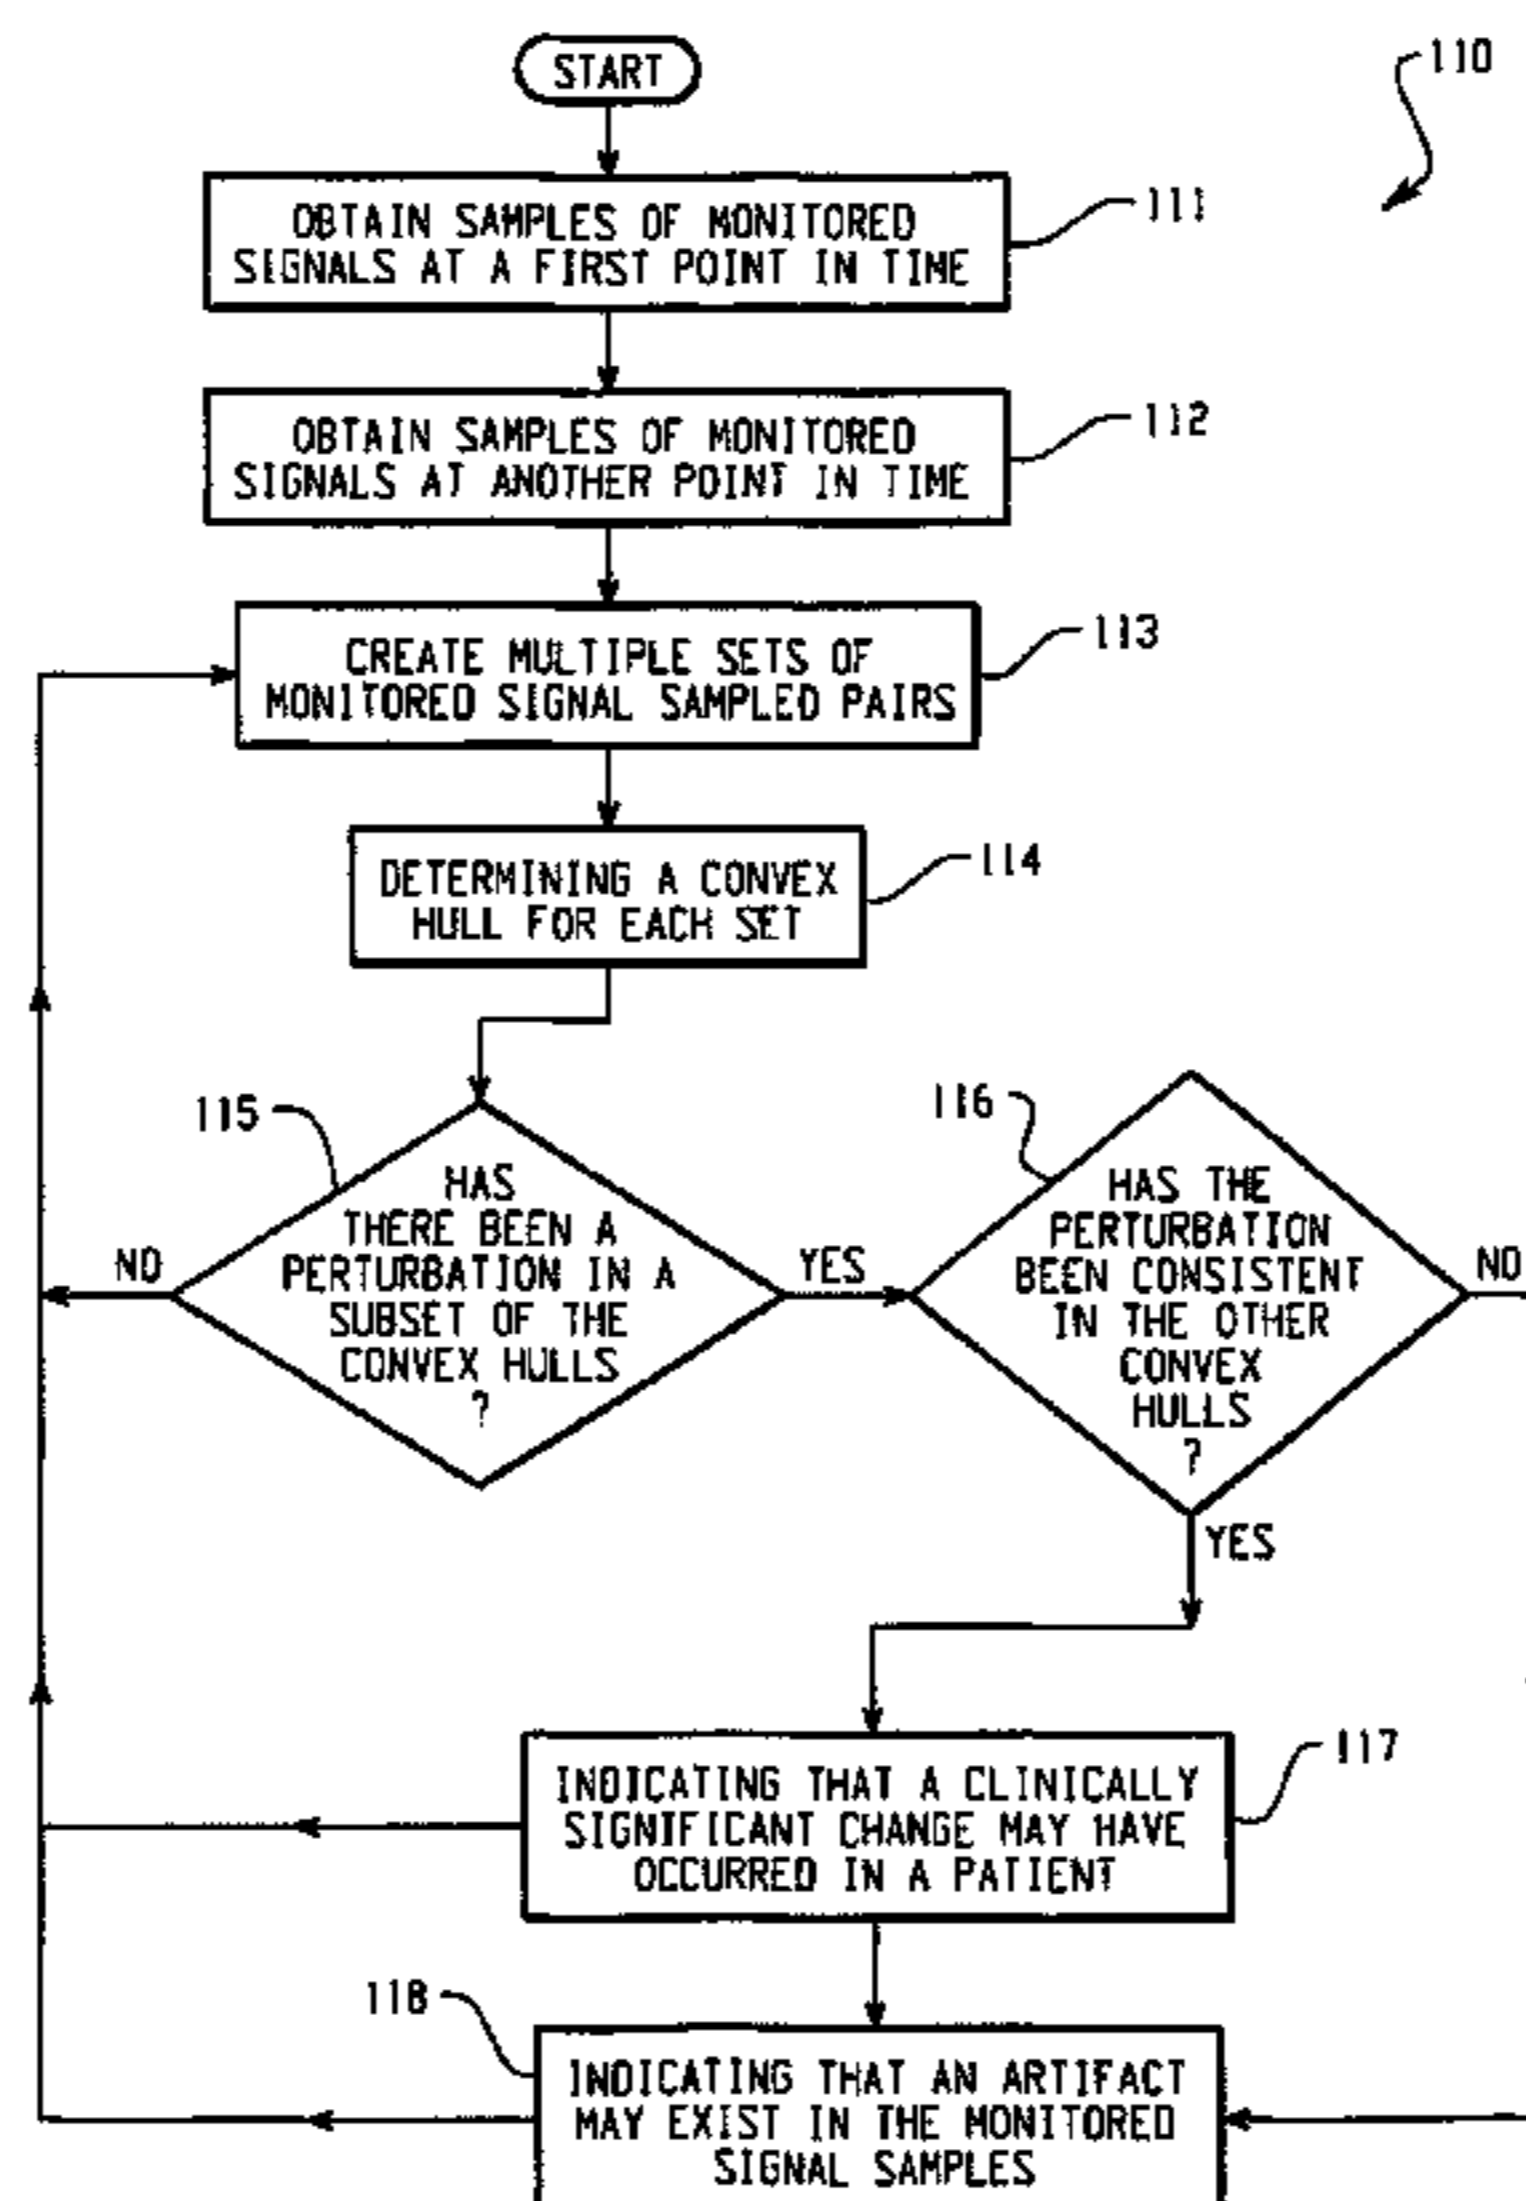 START
110
OBTAIN SAMPLES OF MONITORED
SIGNALS AT A FIRST POINT IN TIME
111
OBTAIN SAMPLES OF MONITORED
SIGNALS AT ANOTHER POINT IN TIME
112
CREATE MULTIPLE SETS OF
MONITORED SIGNAL SAMPLED PAIRS
113
DETERMINING A CONVEX
HULL FOR EACH SET
114
115
HAS
THERE BEEN A
PERTURBATION IN A
SUBSET OF THE
CONVEX HULLS
?
NO
YES
116
HAS THE
PERTURBATION
BEEN CONSISTENT
IN THE OTHER
CONVEX
HULLS
?
NO
YES
INDICATING THAT A CLINICALLY
SIGNIFICANT CHANGE MAY HAVE
OCCURRED IN A PATIENT
117
118
INDICATING THAT AN ARTIFACT
MAY EXIST IN THE MONITORED
SIGNAL SAMPLES